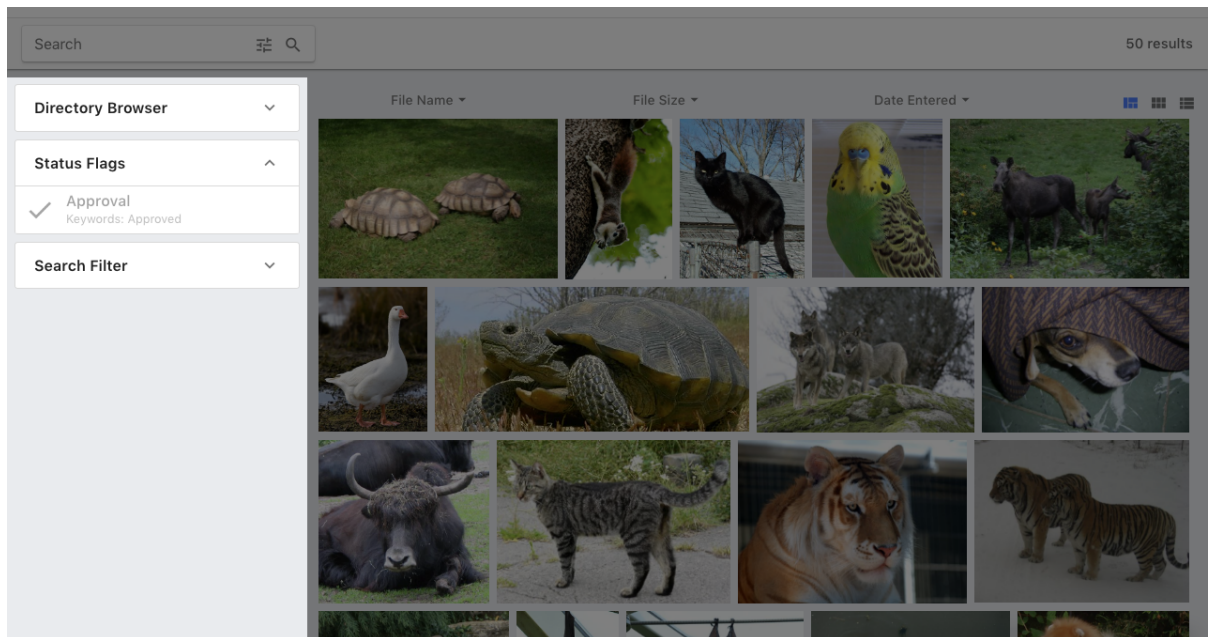 Search
50 results
Directory Browser
File Name
File Size
Date Entered
Status Flags
Approval
Keywords: Approved
Search Filter